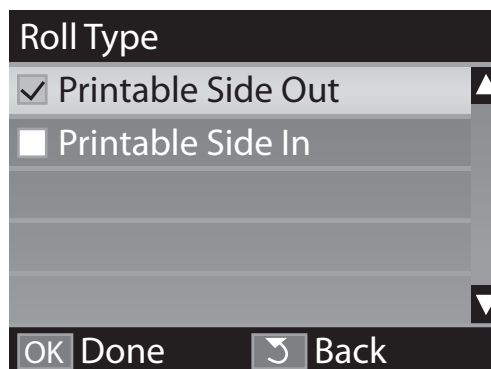 Roll Type
Printable Side Out
Printable Side In
OK Done Back